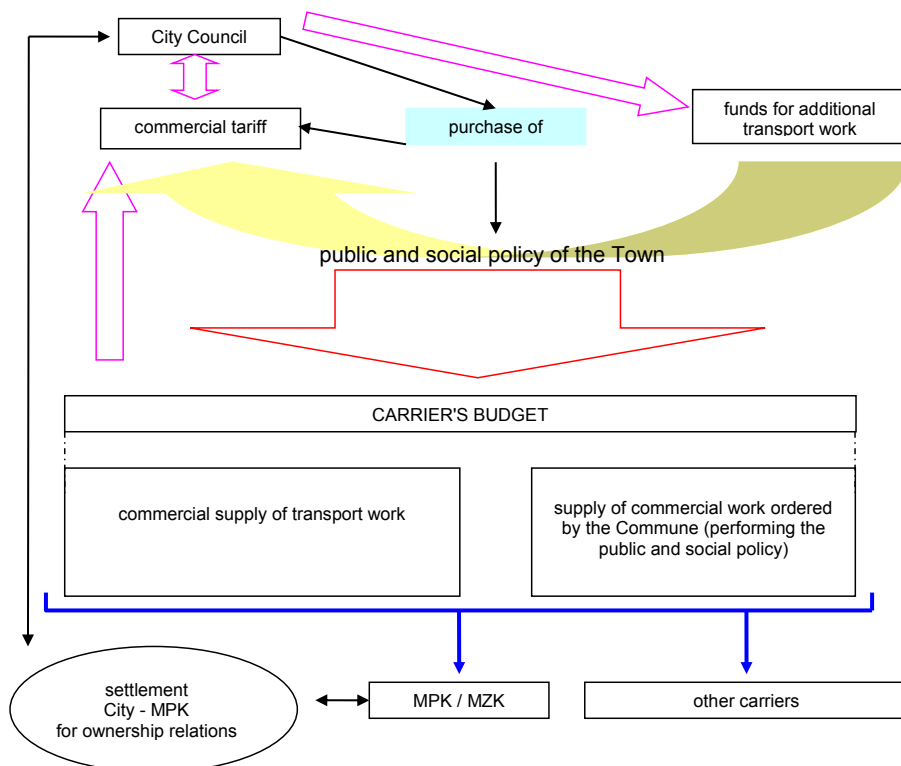 City Council
commercial tariff
purchase of
funds for additional
transport work
public and social policy of the Town
CARRIER'S BUDGET
commercial supply of transport work
supply of commercial work ordered
by the Commune (performing the
public and social policy)
settlement
City - MPK
for ownership relations
MPK / MZK
other carriers